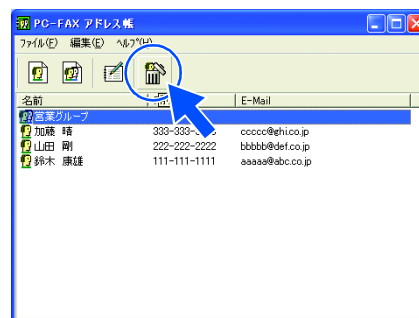 PC-FAX アドレス帳
ファイル(F) 編集(E) ヘルプ(H)
名前 E-Mail
営業グループ
加藤 晴 333-333- ccccc@ghi.co.jp
山田 剛 222-222-2222 bbbbb@def.co.jp
鈴木 康雄 111-111-1111 aaaaa@abc.co.jp